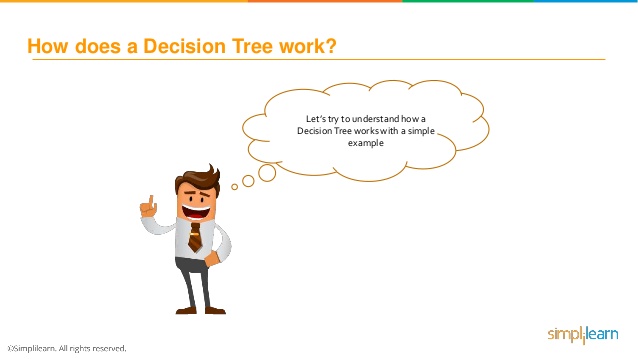 How does a Decision Tree work?
Let's try to understand how a
Decision Tree works with a simple
example
simplilearn
©Simplilearn. All rights reserved.